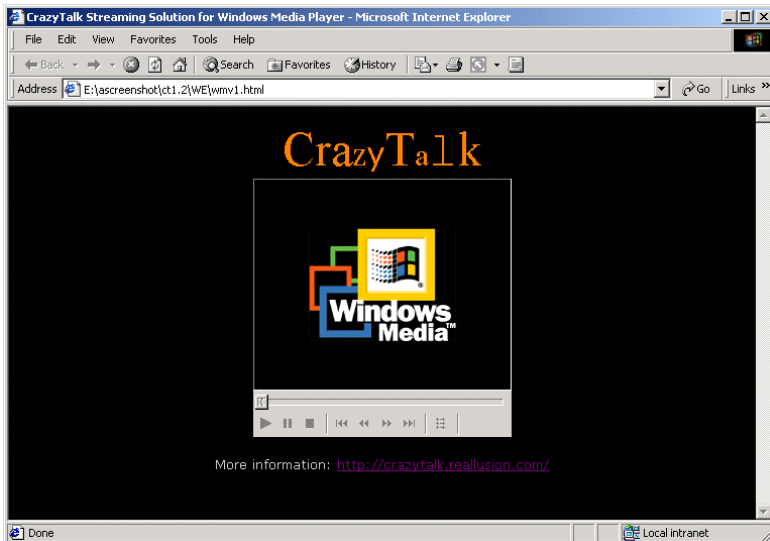 CrazyTalk Streaming Solution for Windows Media Player - Microsoft Internet Explorer
File Edit View Favorites Tools Help
Back Search Favorites History
Address E:\ascreenshot\ct1.2\WE\wmv1.html Go Links »
CrazyTalk
Windows
Media™
More information: http://crazytalk.reallusion.com/
Done Local intranet